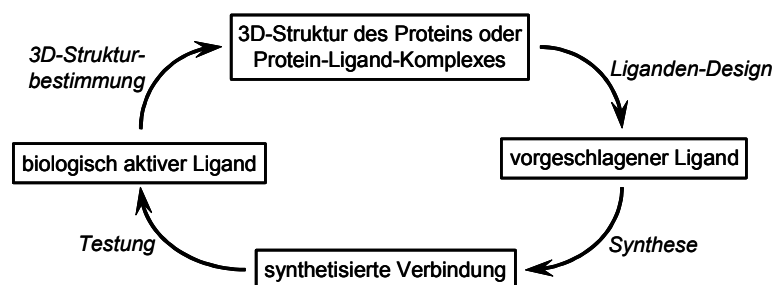 3D-Struktur des Proteins oder
Protein-Ligand-Komplexes
3D-Struktur-
bestimmung
Liganden-Design
biologisch aktiver Ligand
vorgeschlagener Ligand
Testung
Synthese
synthetisierte Verbindung